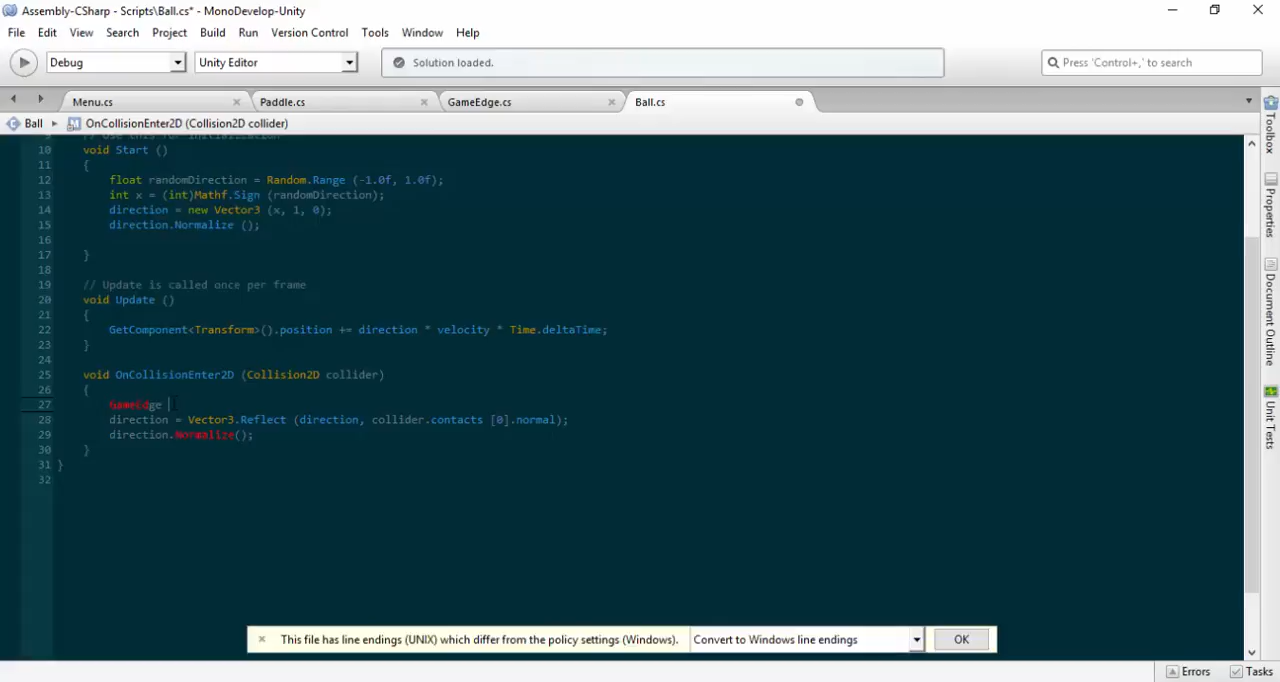 Assembly-CSharp - Scripts\Ball.cs* - MonoDevelop-Unity
File Edit View Search Project Build Run Version Control Tools Window Help
Debug Unity Editor Solution loaded. Press 'Control+,' to search
Menu.cs Paddle.cs GameEdge.cs Ball.cs
Ball OnCollisionEnter2D (Collision2D collider)
9 // Use this for initialization
10 void Start ()
11 {
12 float randomDirection = Random.Range (-1.0f, 1.0f);
13 int x = (int)Mathf.Sign (randomDirection);
14 direction = new Vector3 (x, 1, 0);
15 direction.Normalize ();
16
17 }
18
19 // Update is called once per frame
20 void Update ()
21 {
22 GetComponent<Transform>().position += direction * velocity * Time.deltaTime;
23 }
24
25 void OnCollisionEnter2D (Collision2D collider)
26 {
27 GameEdge
28 direction = Vector3.Reflect (direction, collider.contacts [0].normal);
29 direction.Normalize();
30 }
31 }
32
Toolbox
Properties
Document Outline
Unit Tests
This file has line endings (UNIX) which differ from the policy settings (Windows). Convert to Windows line endings OK
Errors Tasks